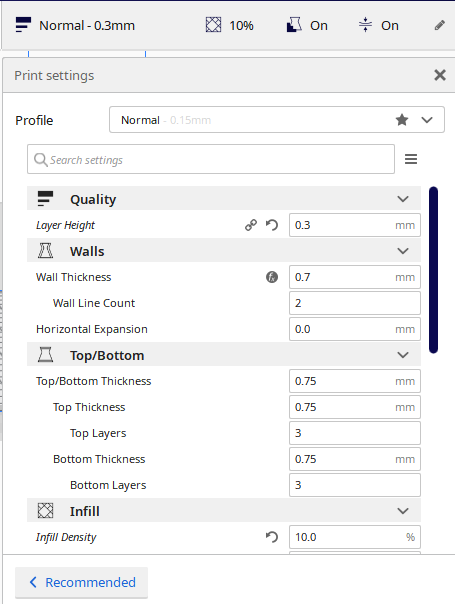 Normal - 0.3mm 10% On On
Print settings
Profile Normal - 0.15mm
Search settings
Quality
Layer Height 0.3 mm
Walls
Wall Thickness 0.7 mm
Wall Line Count 2
Horizontal Expansion 0.0 mm
Top/Bottom
Top/Bottom Thickness 0.75 mm
Top Thickness 0.75 mm
Top Layers 3
Bottom Thickness 0.75 mm
Bottom Layers 3
Infill
Infill Density 10.0 %
Recommended